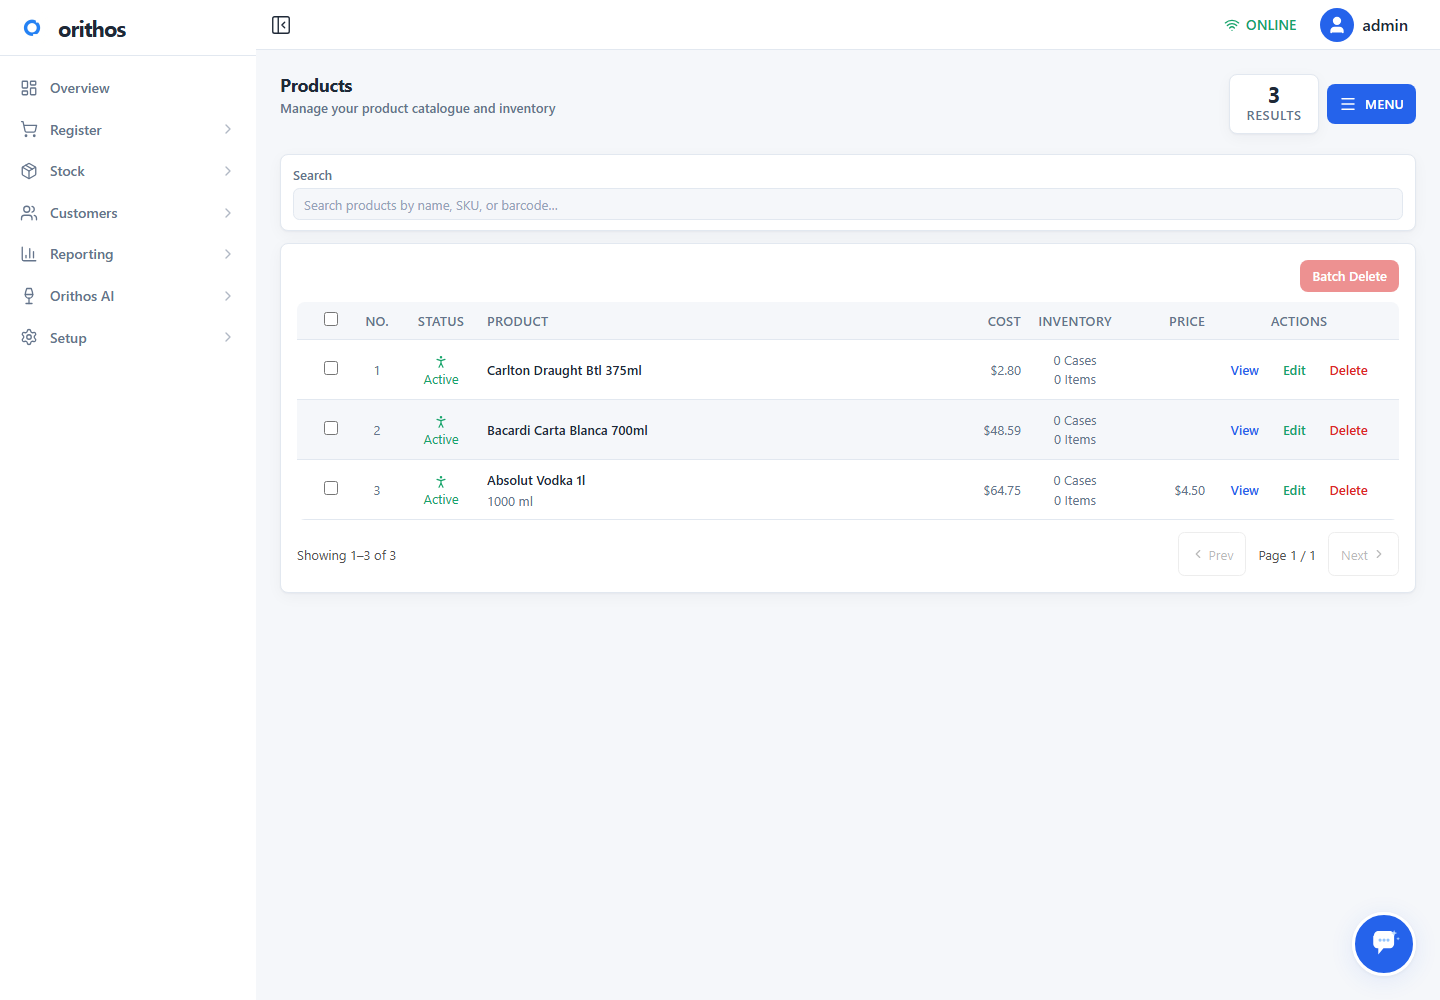 orithos
ONLINE
admin
Overview
Register
Stock
Customers
Reporting
Orithos AI
Setup
Products
Manage your product catalogue and inventory
3
RESULTS
MENU
Search
Search products by name, SKU, or barcode...
Batch Delete
NO. STATUS PRODUCT COST INVENTORY PRICE ACTIONS
1 Active Carlton Draught Btl 375ml $2.80 0 Cases 0 Items View Edit Delete
2 Active Bacardi Carta Blanca 700ml $48.59 0 Cases 0 Items View Edit Delete
3 Active Absolut Vodka 1l 1000 ml $64.75 0 Cases 0 Items $4.50 View Edit Delete
Showing 1–3 of 3
Prev Page 1 / 1 Next